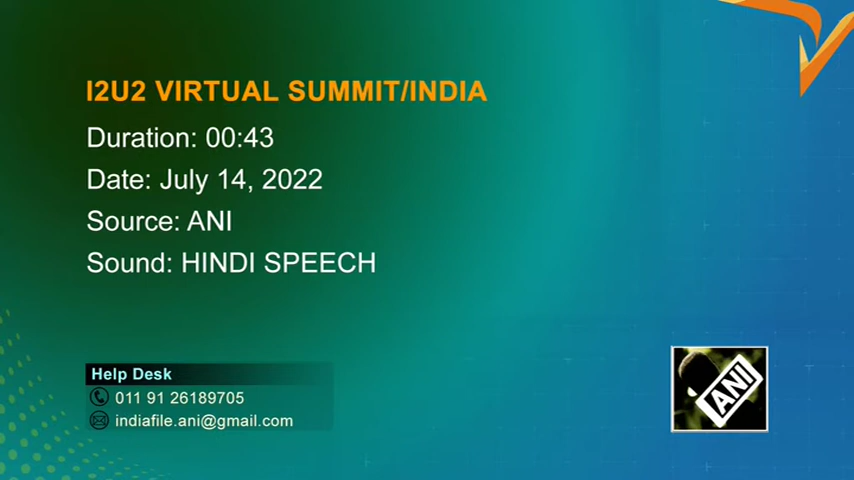 I2U2 VIRTUAL SUMMIT/INDIA
Duration: 00:43
Date: July 14, 2022
Source: ANI
Sound: HINDI SPEECH
Help Desk
011 91 26189705
indiafile.ani@gmail.com
ANI